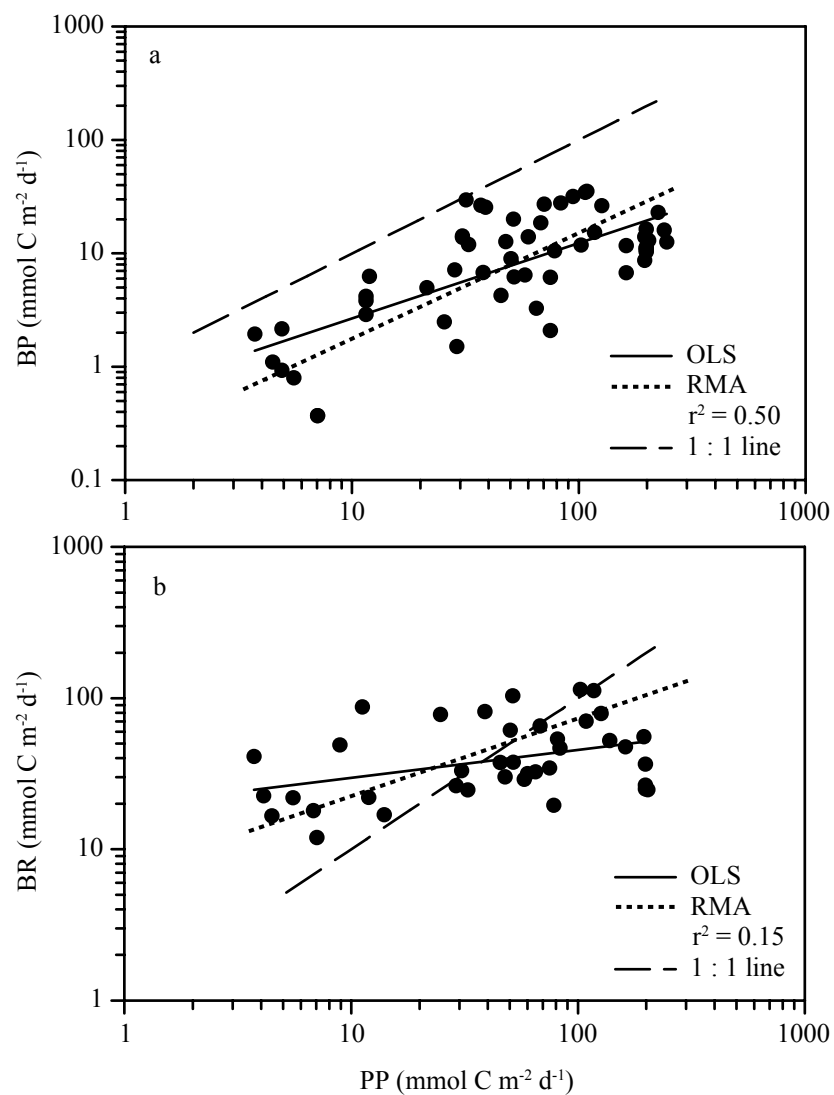 1000
a
100
BP (mmol C m-2 d-1)
10
1
OLS
RMA
r2 = 0.50
1 : 1 line
0.1
1 10 100 1000
1000
b
100
BR (mmol C m-2 d-1)
10
OLS
RMA
r2 = 0.15
1 : 1 line
1
1 10 100 1000
PP (mmol C m-2 d-1)